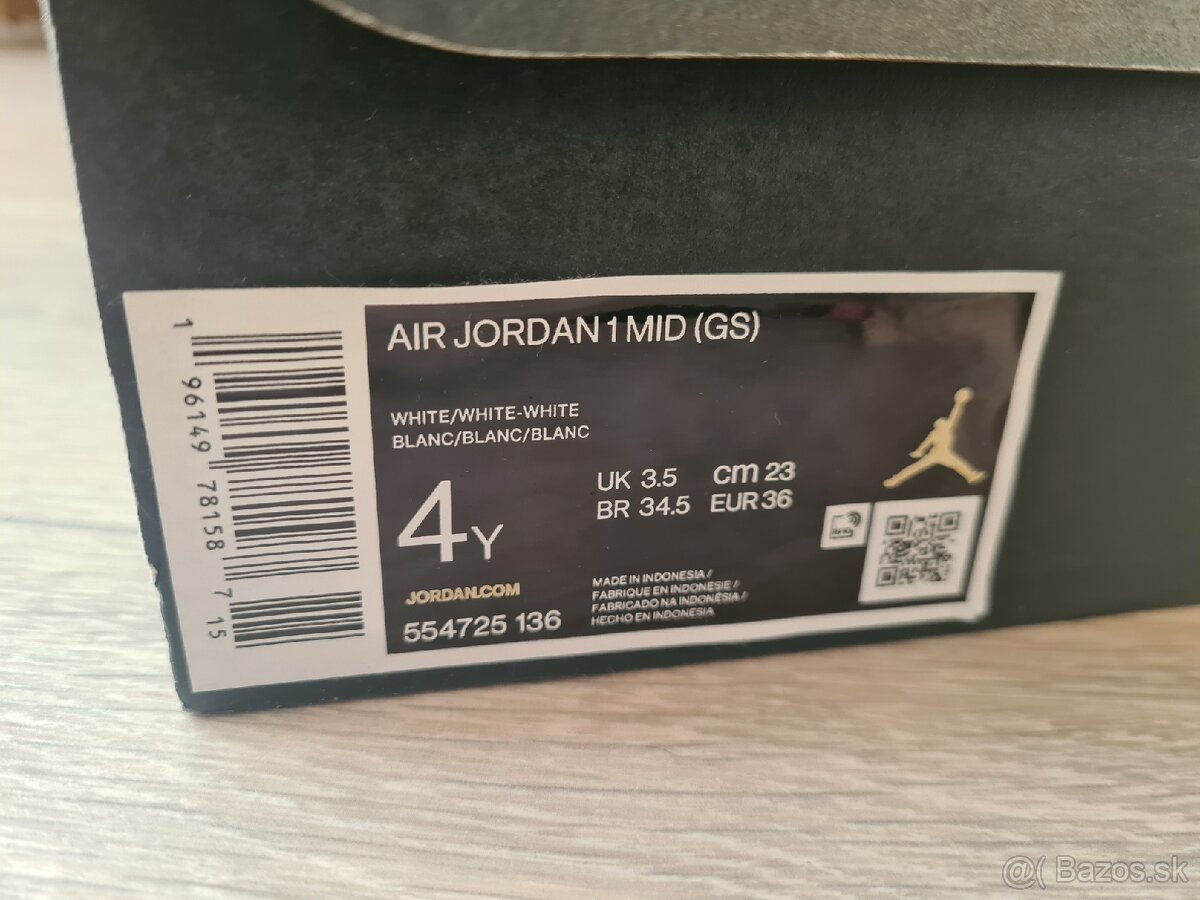 AIR JORDAN 1 MID (GS)
WHITE/WHITE-WHITE
BLANC/BLANC/BLANC
4Y
UK 3.5 cm 23
BR 34.5 EUR 36
JORDAN.COM
554725 136
MADE IN INDONESIA /
FABRIQUE EN INDONESIE /
FABRICADO NA INDONÉSIA /
HECHO EN INDONESIA
1 96149 78158 7 15
@( Bazos.sk